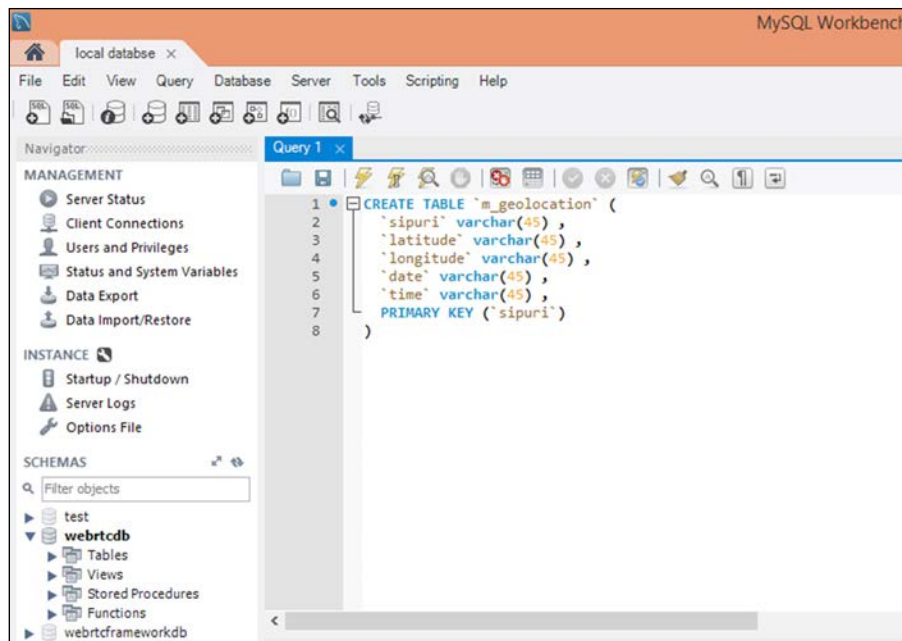 MySQL Workbench
local databse ×
File Edit View Query Database Server Tools Scripting Help
Navigator
MANAGEMENT
Server Status
Client Connections
Users and Privileges
Status and System Variables
Data Export
Data Import/Restore
INSTANCE
Startup / Shutdown
Server Logs
Options File
SCHEMAS
Filter objects
test
webrtcdb
Tables
Views
Stored Procedures
Functions
webrtcframeworkdb
Query 1 ×
1 CREATE TABLE `m_geolocation` (
2 `sipuri` varchar(45) ,
3 `latitude` varchar(45) ,
4 `longitude` varchar(45) ,
5 `date` varchar(45) ,
6 `time` varchar(45) ,
7 PRIMARY KEY (`sipuri`)
8 )